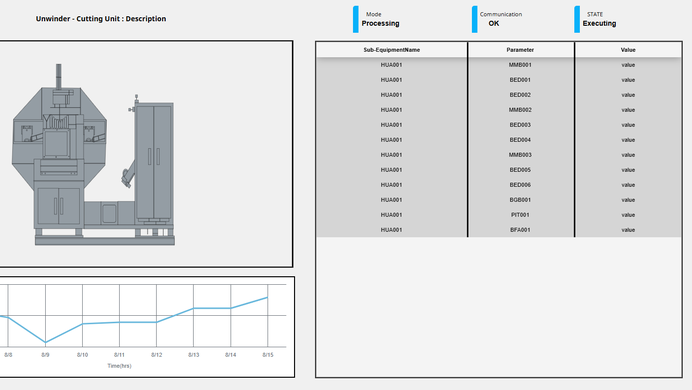 Unwinder - Cutting Unit : Description
Mode
Processing
Communication
OK
STATE
Executing
Sub-EquipmentName Parameter Value
HUA001 MMB001 value
HUA001 BED001 value
HUA001 BED002 value
HUA001 MMB002 value
HUA001 BED003 value
HUA001 BED004 value
HUA001 MMB003 value
HUA001 BED005 value
HUA001 BED006 value
HUA001 BGB001 value
HUA001 PIT001 value
HUA001 BFA001 value
8/8 8/9 8/10 8/11 8/12 8/13 8/14 8/15
Time(hrs)